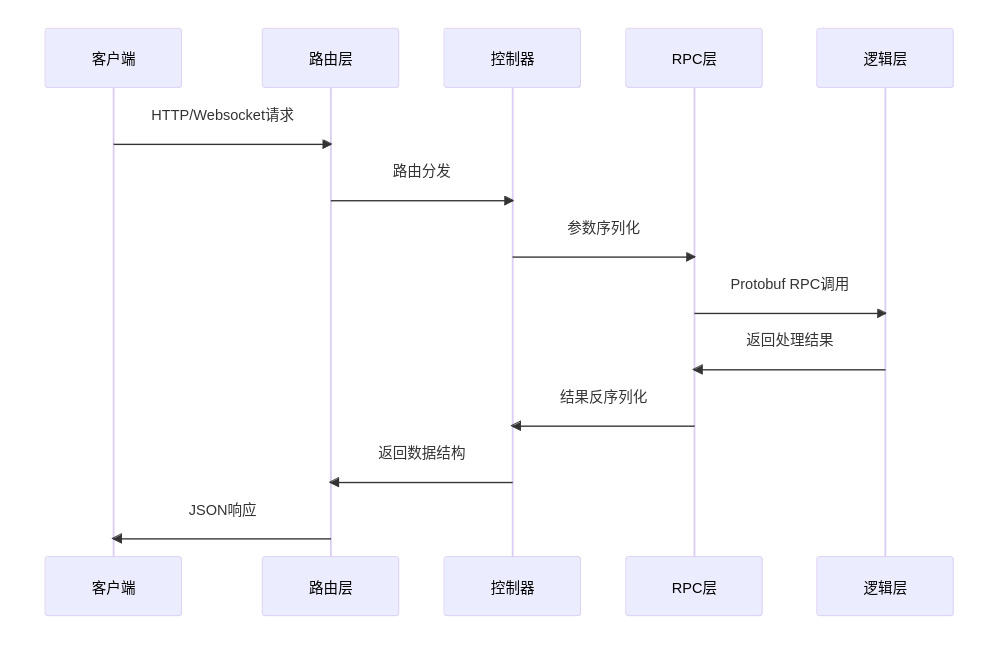 客户端
路由层
控制器
RPC层
逻辑层
HTTP/Websocket请求
路由分发
参数序列化
Protobuf RPC调用
返回处理结果
结果反序列化
返回数据结构
JSON响应
客户端
路由层
控制器
RPC层
逻辑层